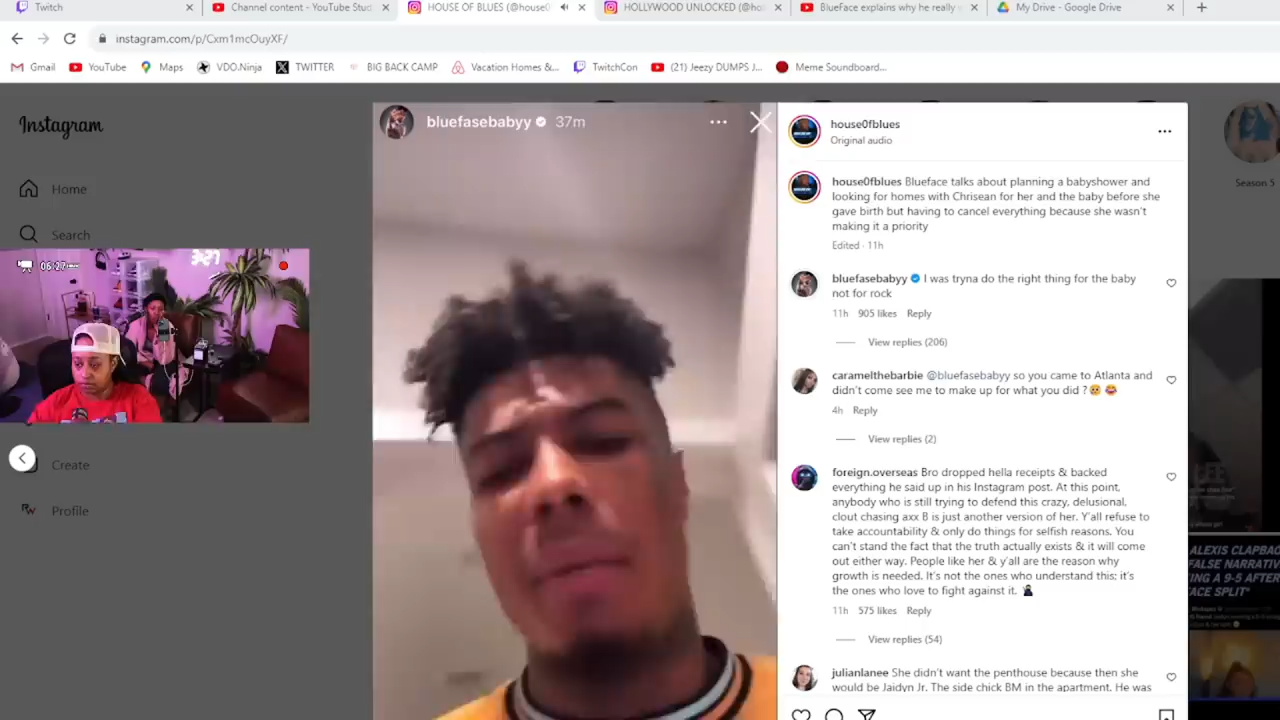 Twitch
Channel content - YouTube Stud
HOUSE OF BLUES (@house0
HOLLYWOOD UNLOCKED (@ho
BlueFace explains why he really
My Drive - Google Drive
instagram.com/p/Cxm1mcOuyXF/
Gmail
YouTube
Maps
VDO.Ninja
TWITTER
BIG BACK CAMP
Vacation Homes &...
TwitchCon
(21) Jeezy DUMPS J...
Meme Soundboard...
Instagram
Home
Search
Create
Profile
06:27
3:27
bluefasebabyy 37m
house0fblues
Original audio
house0fblues Blueface talks about planning a babyshower and
looking for homes with Chrisean for her and the baby before she
gave birth but having to cancel everything because she wasn't
making it a priority
Edited · 11h
bluefasebabyy I was tryna do the right thing for the baby
not for rock
11h 905 likes Reply
View replies (206)
caramelthebarbie @bluefasebabyy so you came to Atlanta and
didn't come see me to make up for what you did ?
4h Reply
View replies (2)
foreign.overseas Bro dropped hella receipts & backed
everything he said up in his Instagram post. At this point,
anybody who is still trying to defend this crazy, delusional,
clout chasing axx B is just another version of her. Y'all refuse to
take accountability & only do things for selfish reasons. You
can't stand the fact that the truth actually exists & it will come
out either way. People like her & y'all are the reason why
growth is needed. It's not the ones who understand this; it's
the ones who love to fight against it.
11h 575 likes Reply
View replies (54)
julianlanee She didn't want the penthouse because then she
would be Jaidyn Jr. The side chick BM in the apartment. He was
Season 5
ALEXIS CLAPBAC
FALSE NARRATIV
ING A 9-5 AFTER
ACE SPLIT"